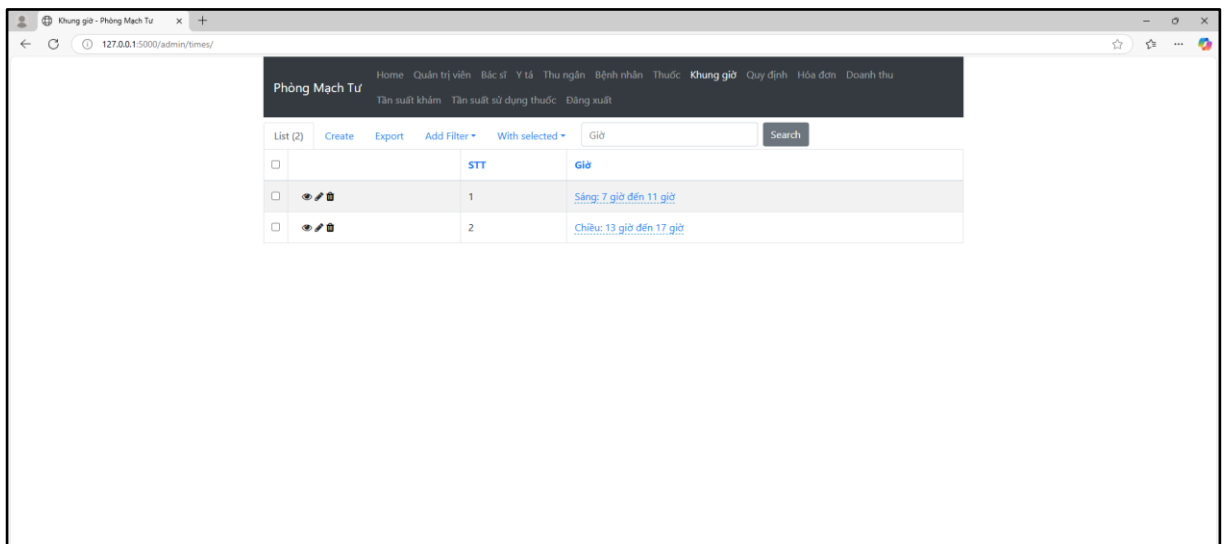 Khung giờ - Phòng Mạch Tư
127.0.0.1:5000/admin/times/
Phòng Mạch Tư
Home Quản trị viên Bác sĩ Y tá Thu ngân Bệnh nhân Thuốc Khung giờ Quy định Hóa đơn Doanh thu
Tần suất khám Tần suất sử dụng thuốc Đăng xuất
List (2) Create Export Add Filter With selected Giờ Search
STT Giờ
1 Sáng: 7 giờ đến 11 giờ
2 Chiều: 13 giờ đến 17 giờ